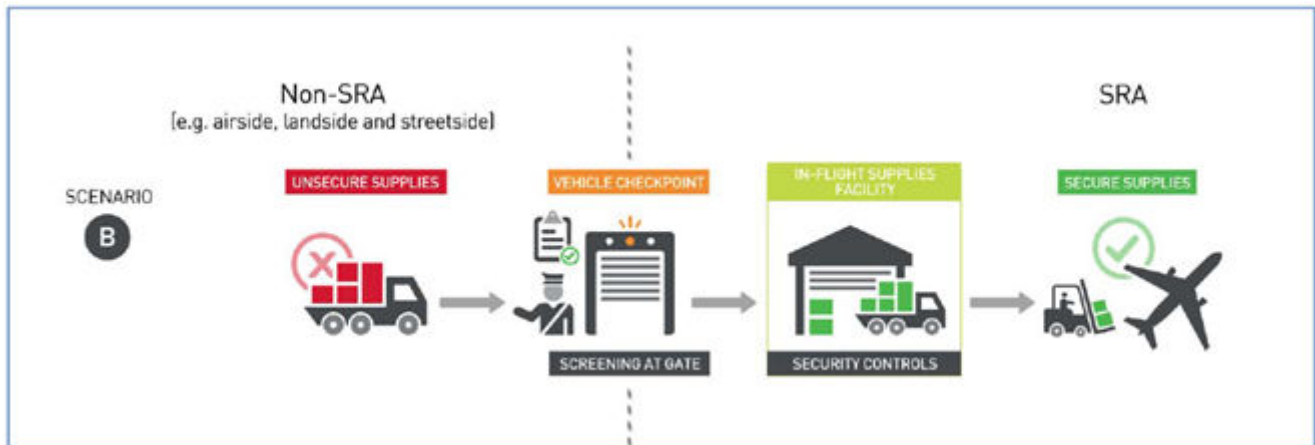 Non-SRA
(e.g. airside, landside and streetside)
SRA
SCENARIO
B
UNSECURE SUPPLIES
VEHICLE CHECKPOINT
IN-FLIGHT SUPPLIES
FACILITY
SECURE SUPPLIES
SCREENING AT GATE
SECURITY CONTROLS